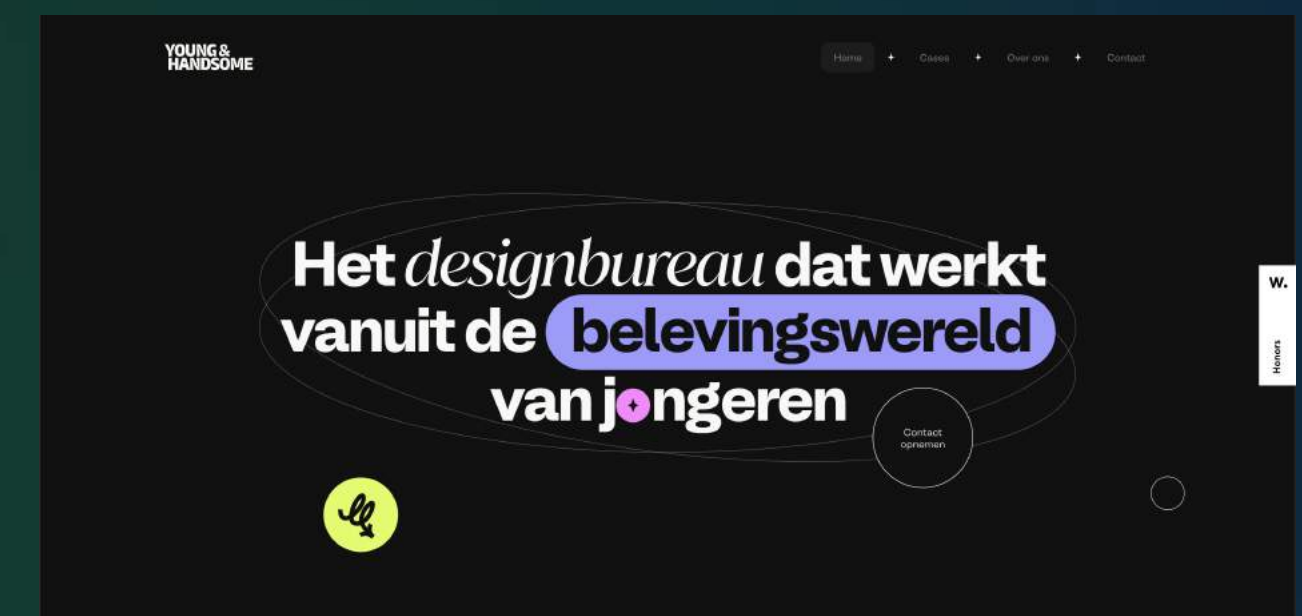 YOUNG &
HANDSOME
Home
Cases
Over ons
Contact
Het designbureau dat werkt
vanuit de belevingswereld
van jongeren
Contact
opnemen
W.
Honors